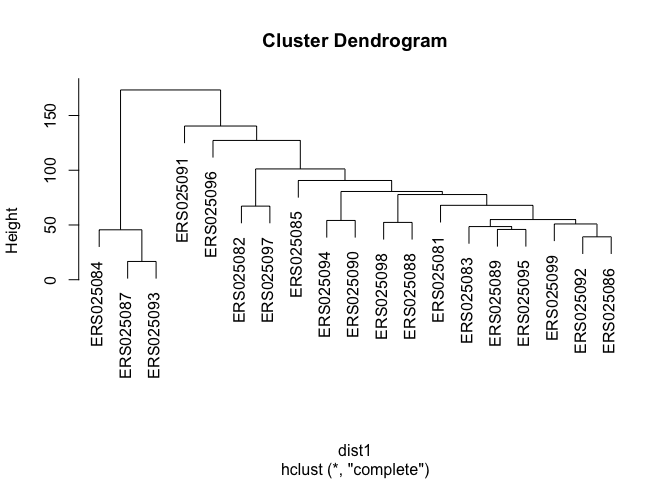 Cluster Dendrogram
Height
150
100
50
0
ERS025084
ERS025087
ERS025093
ERS025091
ERS025096
ERS025082
ERS025097
ERS025085
ERS025094
ERS025090
ERS025098
ERS025088
ERS025081
ERS025083
ERS025089
ERS025095
ERS025099
ERS025092
ERS025086
dist1
hclust (*, "complete")